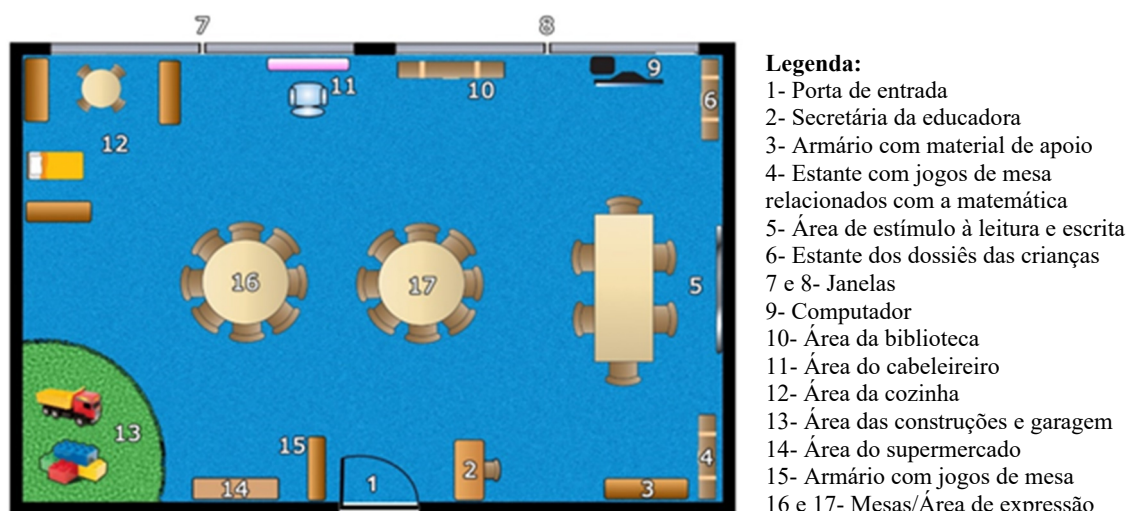 7
8
11
10
9
6
12
16
17
5
13
15
14
1
2
3
4
Legenda:
1- Porta de entrada
2- Secretária da educadora
3- Armário com material de apoio
4- Estante com jogos de mesa
relacionados com a matemática
5- Área de estímulo à leitura e escrita
6- Estante dos dossiês das crianças
7 e 8- Janelas
9- Computador
10- Área da biblioteca
11- Área do cabeleireiro
12- Área da cozinha
13- Área das construções e garagem
14- Área do supermercado
15- Armário com jogos de mesa
16 e 17- Mesas/Área de expressão